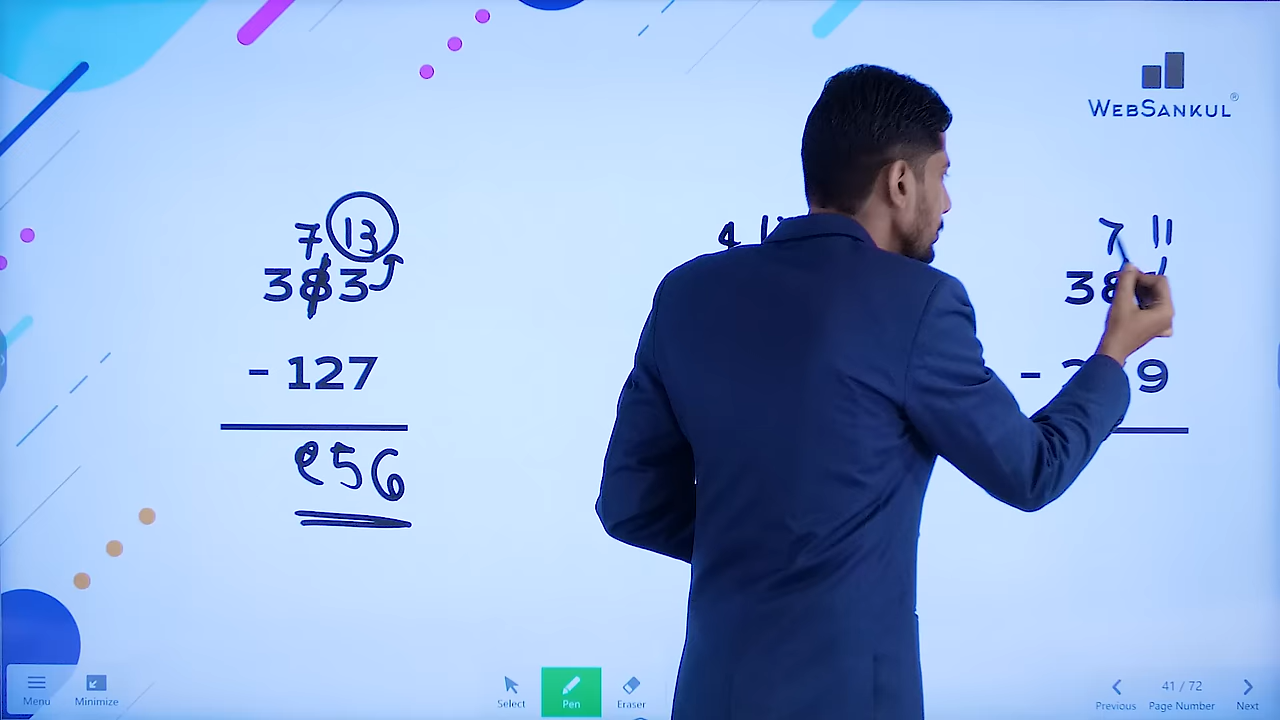 WEBSANKUL®
7 13
383
- 127
256
4
7 11
38
- 9
Menu
Minimize
Select
Pen
Eraser
Previous
41 / 72
Page Number
Next